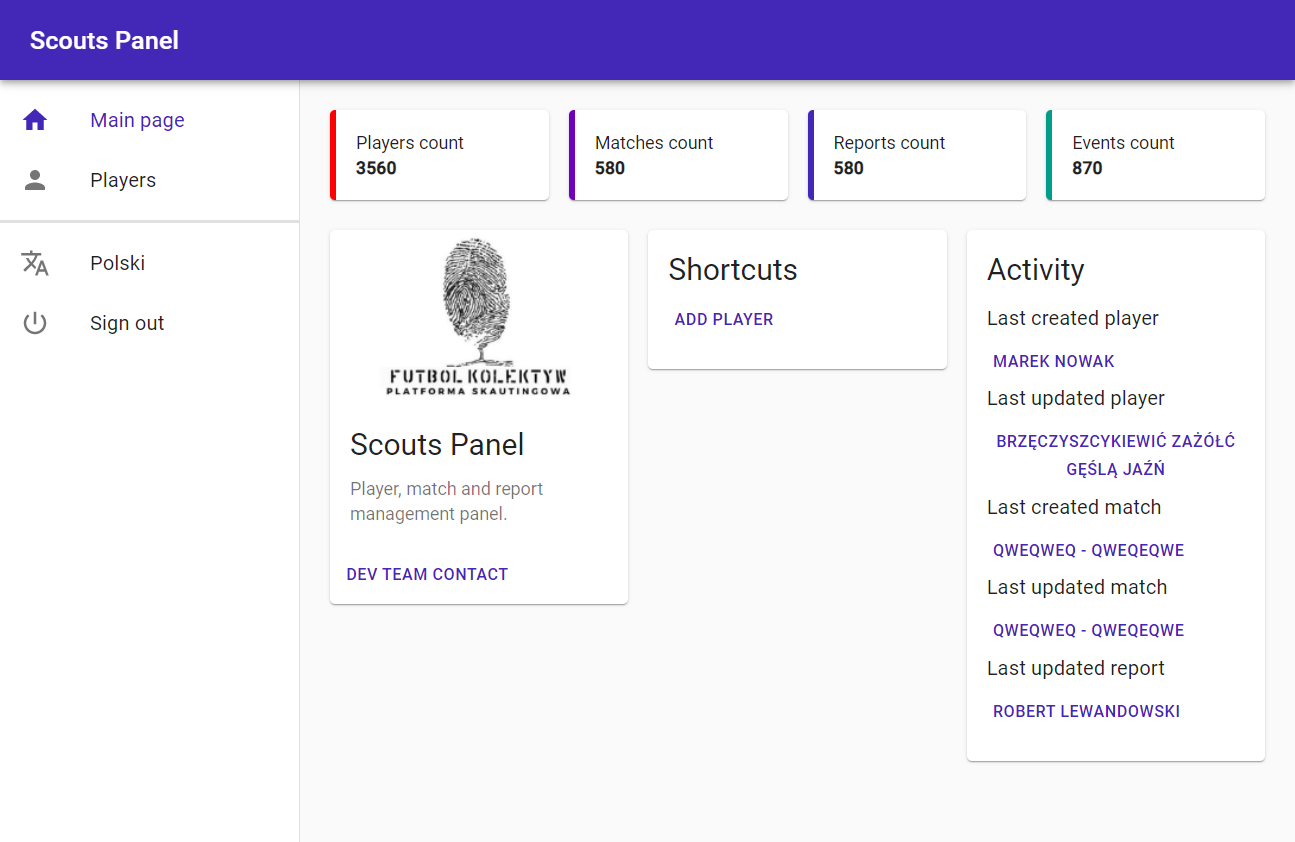 Scouts Panel
Main page
Players
Polski
Sign out
Players count
3560
Matches count
580
Reports count
580
Events count
870
FUTBOL KOLEKTYW
PLATFORMA SKAUTINGOWA
Scouts Panel
Player, match and report
management panel.
DEV TEAM CONTACT
Shortcuts
ADD PLAYER
Activity
Last created player
MAREK NOWAK
Last updated player
BRZĘCZYSZCYKIEWIĆ ZAŻÓŁĆ
GĘŚLĄ JAŹŃ
Last created match
QWEQWEQ - QWEQEQWE
Last updated match
QWEQWEQ - QWEQEQWE
Last updated report
ROBERT LEWANDOWSKI